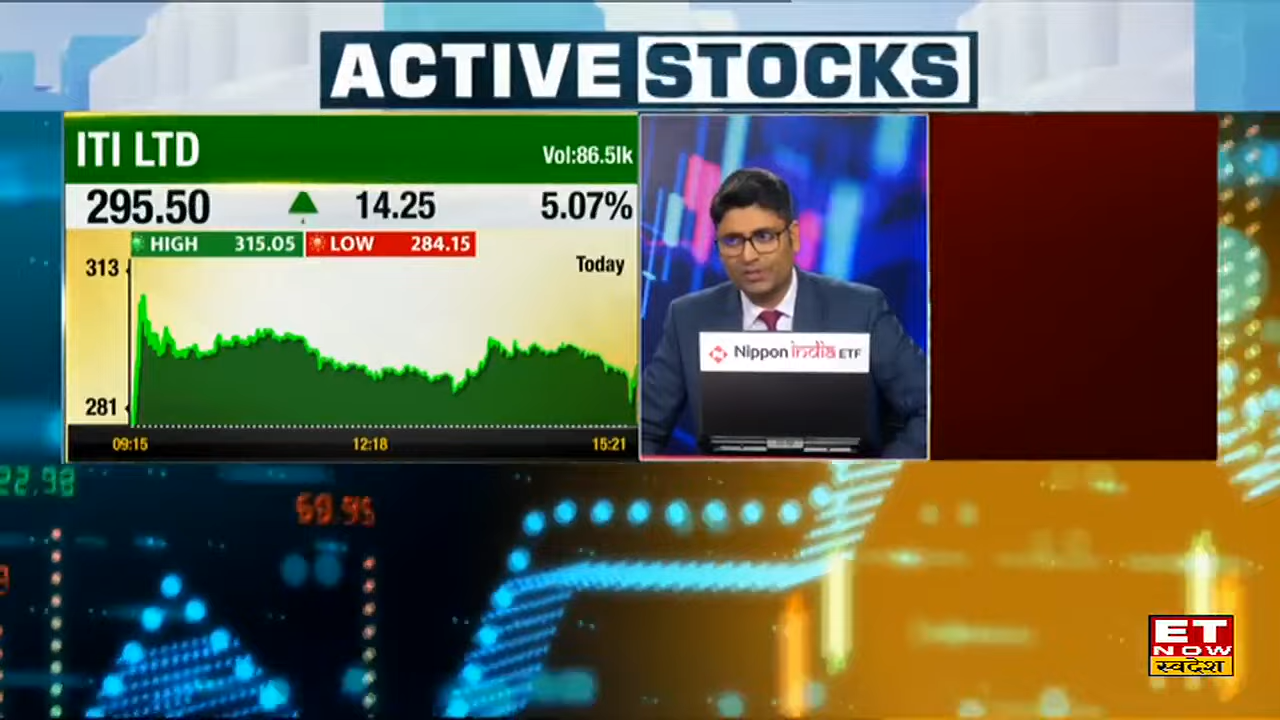 ACTIVE STOCKS
ITI LTD
Vol:86.5lk
295.50 14.25 5.07%
HIGH 315.05 LOW 284.15
Today
313
281
09:15 12:18 15:21
Nippon india ETF
22.98
60.95
ET
NOW
स्वदेश